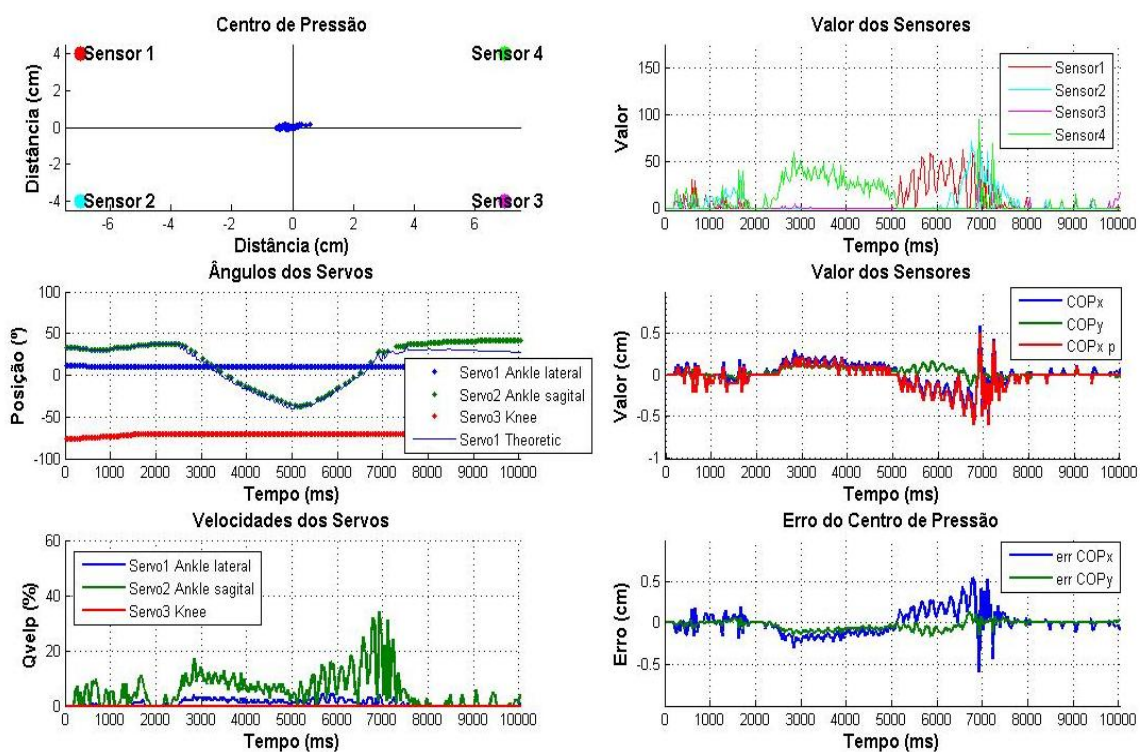 Centro de Pressão
4 Sensor 1 Sensor 4
2
0
-2
-4 Sensor 2 Sensor 3
-6 -4 -2 0 2 4 6
Distância (cm)
Distância (cm)
Valor dos Sensores
150
100
50
0
Valor
Sensor1
Sensor2
Sensor3
Sensor4
0 1000 2000 3000 4000 5000 6000 7000 8000 9000 10000
Tempo (ms)
Ângulos dos Servos
100
50
0
-50
-100
Posição (º)
Servo1 Ankle lateral
Servo2 Ankle sagital
Servo3 Knee
Servo1 Theoretic
0 1000 2000 3000 4000 5000 6000 7000 8000 9000 10000
Tempo (ms)
Valor dos Sensores
0.5
0
-0.5
-1
Valor (cm)
COPx
COPy
COPx p
0 1000 2000 3000 4000 5000 6000 7000 8000 9000 10000
Tempo (ms)
Velocidades dos Servos
60
40
20
0
Qvelp (%)
Servo1 Ankle lateral
Servo2 Ankle sagital
Servo3 Knee
0 1000 2000 3000 4000 5000 6000 7000 8000 9000 10000
Tempo (ms)
Erro do Centro de Pressão
0.5
0
-0.5
Erro (cm)
err COPx
err COPy
0 1000 2000 3000 4000 5000 6000 7000 8000 9000 10000
Tempo (ms)